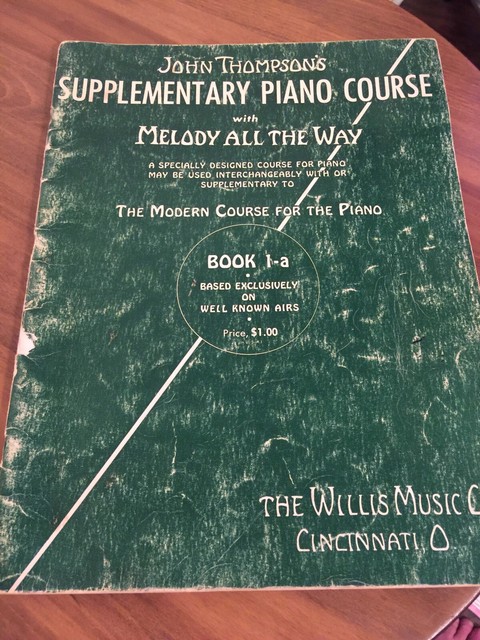 JOHN THOMPSON'S
SUPPLEMENTARY PIANO COURSE
with
MELODY ALL THE WAY
A SPECIALLY DESIGNED COURSE FOR PIANO
MAY BE USED INTERCHANGEABLY WITH OR
SUPPLEMENTARY TO
THE MODERN COURSE FOR THE PIANO
BOOK 1-a
BASED EXCLUSIVELY
ON
WELL KNOWN AIRS
Price, $1.00
THE WILLIS MUSIC C
CINCINNATI, O